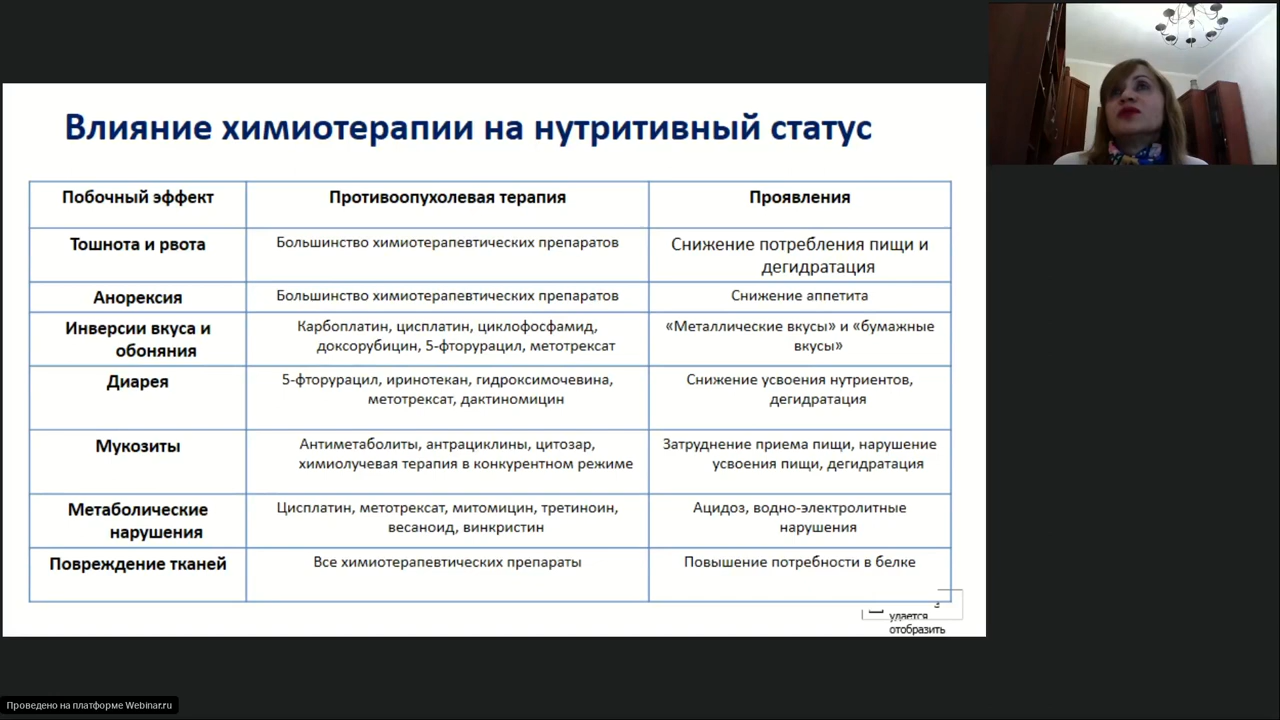 Влияние химиотерапии на нутритивный статус
Побочный эффект
Противоопухолевая терапия
Проявления
Тошнота и рвота
Большинство химиотерапевтических препаратов
Снижение потребления пищи и
дегидратация
Анорексия
Большинство химиотерапевтических препаратов
Снижение аппетита
Инверсии вкуса и
обоняния
Карбоплатин, цисплатин, циклофосфамид,
доксорубицин, 5-фторурацил, метотрексат
«Металлические вкусы» и «бумажные
вкусы»
Диарея
5-фторурацил, иринотекан, гидроксимочевина,
метотрексат, дактиномицин
Снижение усвоения нутриентов,
дегидратация
Мукозиты
Антиметаболиты, антрациклины, цитозар,
химиолучевая терапия в конкурентном режиме
Затруднение приема пищи, нарушение
усвоения пищи, дегидратация
Метаболические
нарушения
Цисплатин, метотрексат, митомицин, третиноин,
весаноид, винкристин
Ацидоз, водно-электролитные
нарушения
Повреждение тканей
Все химиотерапевтических препараты
Повышение потребности в белке
удается
отобразить
Проведено на платформе Webinar.ru